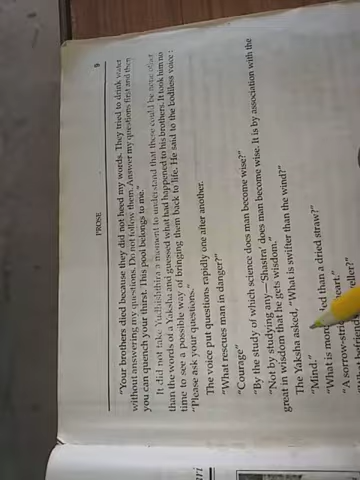 PROSE 9
"Your brothers died because they did not heed my words. They tried to drink water
without answering my questions. Do not follow them. Answer my questions first and then
you can quench your thirst. This pool belongs to me."
It did not take Yudhishthira a moment to understand that these could be none other
than the words of a Yaksha and guessed what had happened to his brothers. It took him no
time to see a possible way of bringing them back to life. He said to the bodiless voice :
"Please ask your questions."
The voice put questions rapidly one after another.
"What rescues man in danger?"
"Courage"
"By the study of which science does man become wise?"
"Not by studying any 'Shastra' does man become wise. It is by association with the
great in wisdom that he gets wisdom."
The Yaksha asked, "What is swifter than the wind?"
"Mind."
"What is more than a dried straw?"
"A sorrow-
"What